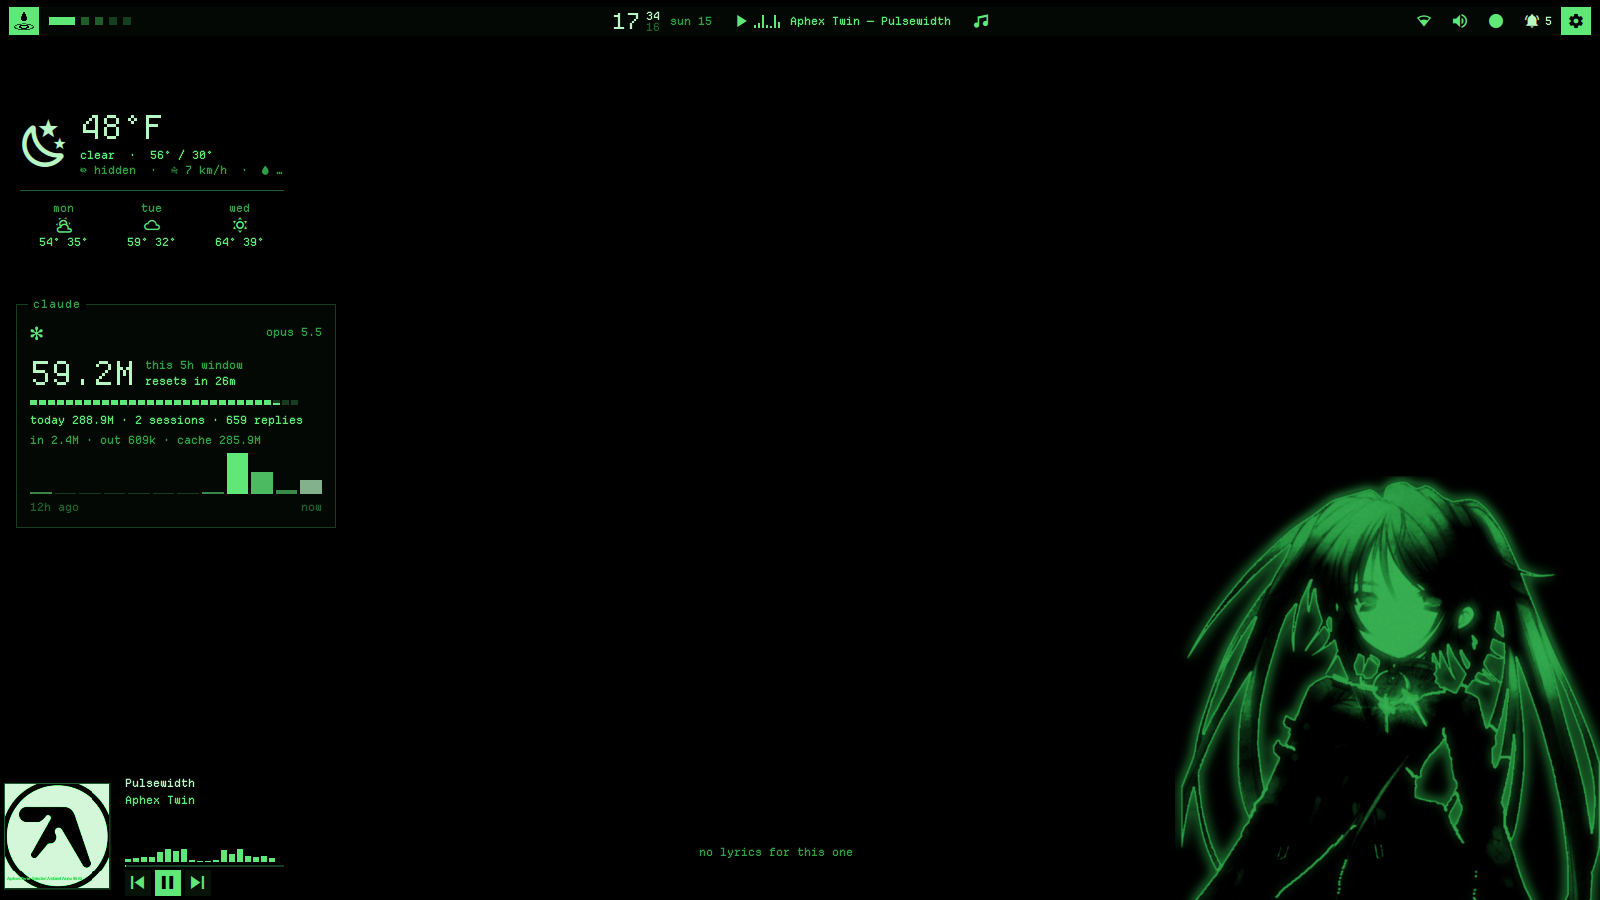 17 34 16 sun 15 Aphex Twin — Pulsewidth 5
48°F
clear · 56° / 30°
hidden · 7 km/h · …
mon tue wed
54° 35° 59° 32° 64° 39°
claude
opus 5.5
59.2M this 5h window
resets in 26m
today 288.9M · 2 sessions · 659 replies
in 2.4M · out 609k · cache 285.9M
12h ago now
Pulsewidth
Aphex Twin
no lyrics for this one